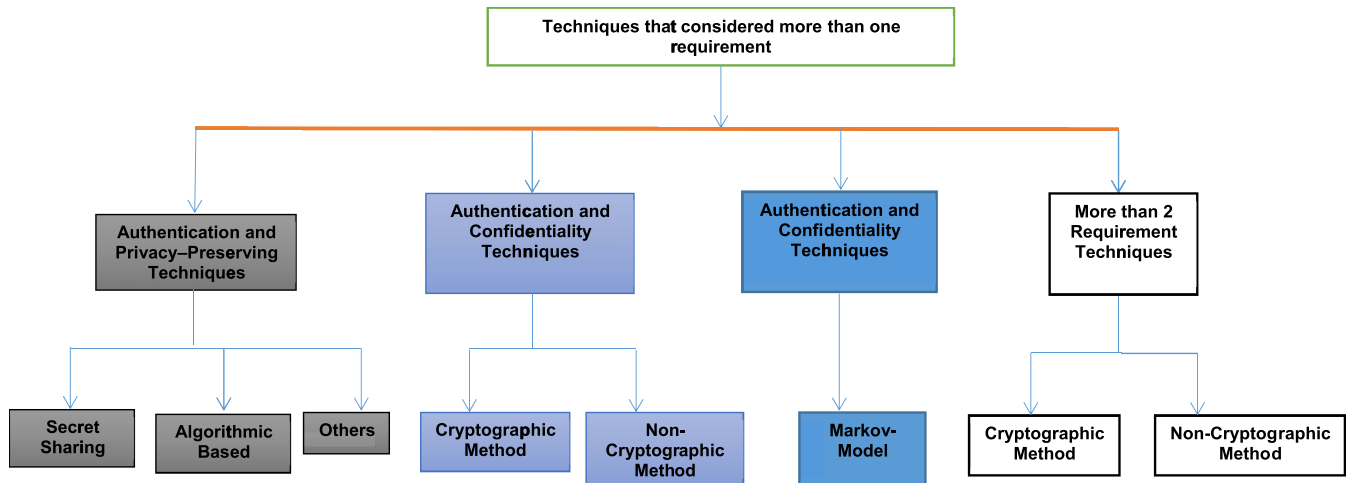 Techniques that considered more than one
requirement
Authentication and
Privacy–Preserving
Techniques
Authentication and
Confidentiality
Techniques
Authentication and
Confidentiality
Techniques
More than 2
Requirement
Techniques
Secret
Sharing
Algorithmic
Based
Others
Cryptographic
Method
Non-
Cryptographic
Method
Markov-
Model
Cryptographic
Method
Non-Cryptographic
Method